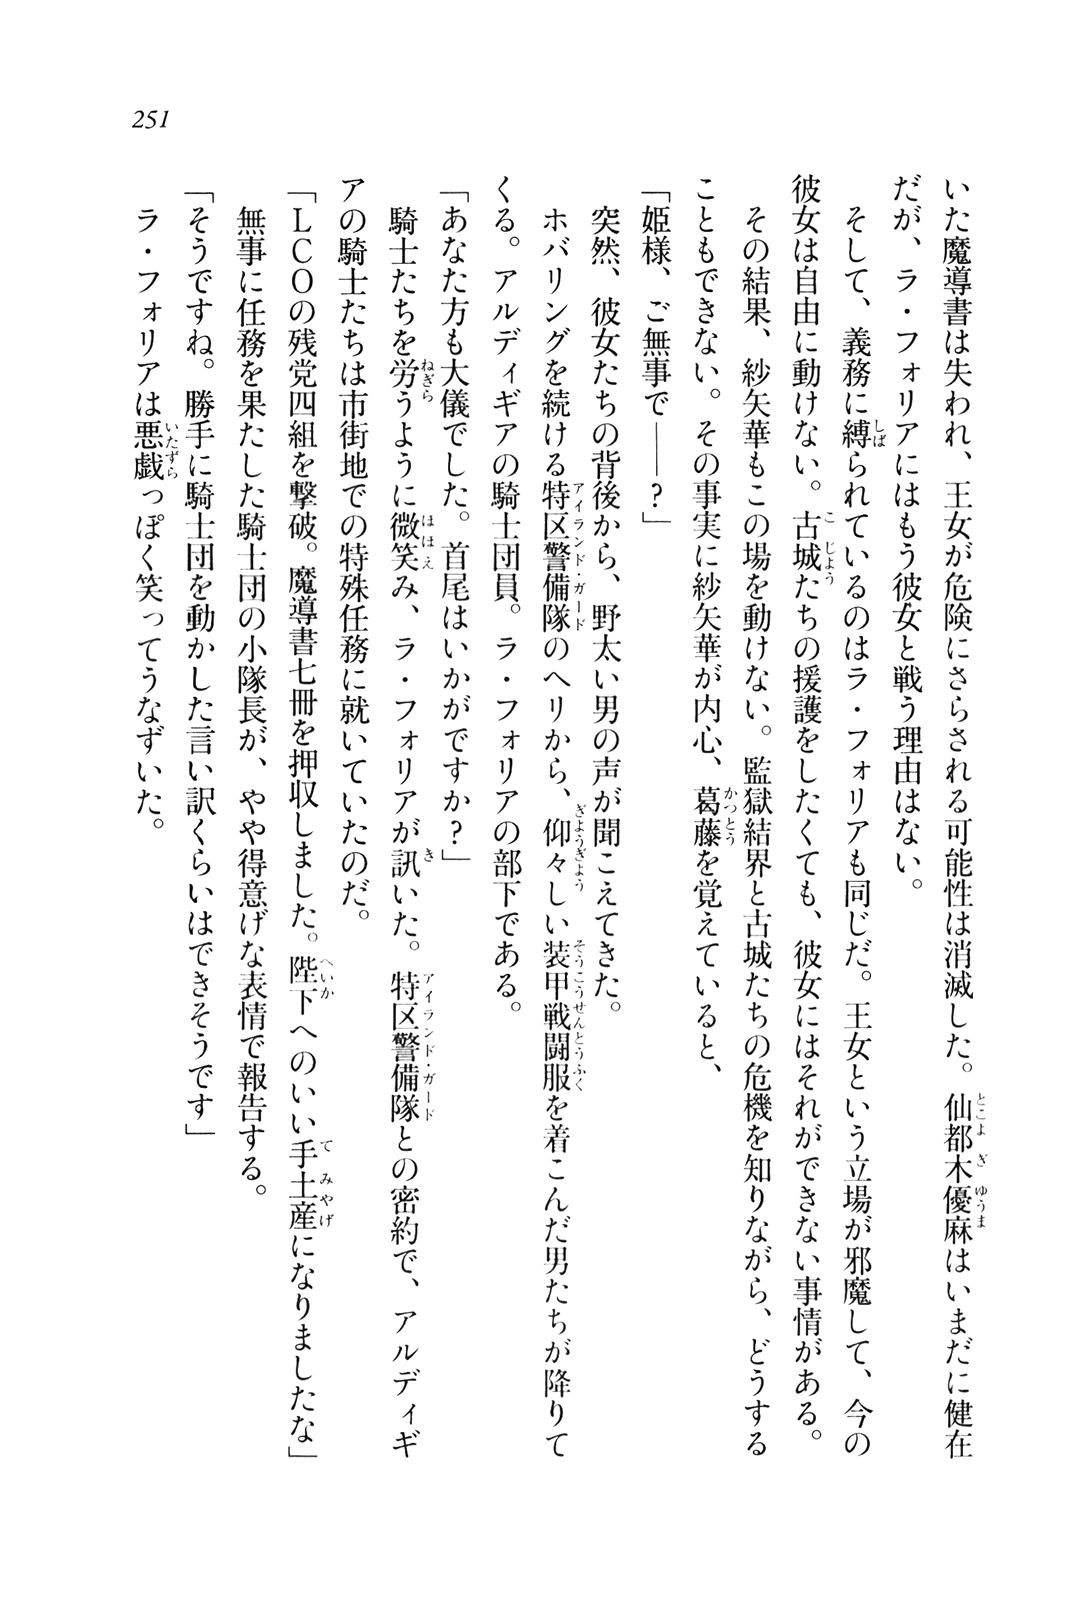 251
いた魔導書は失われ、王女が危険にさらされる可能性は消滅した。仙都木優麻はいまだに健在
だが、ラ・フォリアにはもう彼女と戦う理由はない。
そして、義務に縛られているのはラ・フォリアも同じだ。王女という立場が邪魔して、今の
彼女は自由に動けない。古城たちの援護をしたくても、彼女にはそれができない事情がある。
その結果、紗矢華もこの場を動けない。監獄結界と古城たちの危機を知りながら、どうする
こともできない。その事実に紗矢華が内心、葛藤を覚えていると、
「姫様、ご無事で――?」
突然、彼女たちの背後から、野太い男の声が聞こえてきた。
ホバリングを続ける特区警備隊のヘリから、仰々しい装甲戦闘服を着こんだ男たちが降りて
くる。アルディギアの騎士団員。ラ・フォリアの部下である。
「あなた方も大儀でした。首尾はいかがですか?」
騎士たちを労うように微笑み、ラ・フォリアが訊いた。特区警備隊との密約で、アルディギ
アの騎士たちは市街地での特殊任務に就いていたのだ。
「LCOの残党四組を撃破。魔導書七冊を押収しました。陛下へのいい手土産になりましたな」
無事に任務を果たした騎士団の小隊長が、やや得意げな表情で報告する。
「そうですね。勝手に騎士団を動かした言い訳くらいはできそうです」
ラ・フォリアは悪戯っぽく笑ってうなずいた。